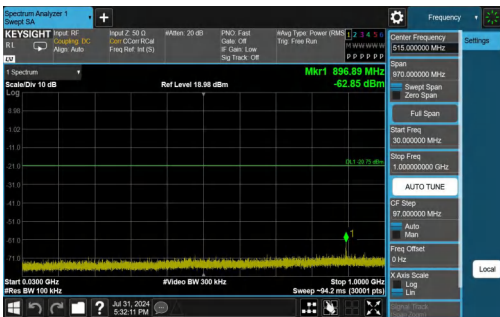 Spectrum Analyzer 1
Swept SA
Frequency
KEYSIGHT
RL
Input: RF
Coupling: DC
Align: Auto
Input Z: 50 Ω
Corr CCorr RCal
Freq Ref: Int (S)
#Atten: 20 dB
PNO: Fast
Gate: Off
IF Gain: Low
Sig Track: Off
#Avg Type: Power (RMS
Trig: Free Run
1 2 3 4 5 6
M W W W W W
P P P P P P
1 Spectrum
Scale/Div 10 dB
Log
Ref Level 18.98 dBm
Mkr1 896.89 MHz
-62.85 dBm
8.98
-1.02
-11.0
-21.0
-31.0
-41.0
-51.0
-61.0
-71.0
1
Start 0.0300 GHz
#Res BW 100 kHz
#Video BW 300 kHz
Stop 1.0000 GHz
Sweep ~94.2 ms (30001 pts)
Jul 31, 2024
5:32:11 PM
Center Frequency
515.000000 MHz
Settings
Span
970.000000 MHz
Swept Span
Zero Span
Full Span
Start Freq
30.000000 MHz
Stop Freq
1.000000000 GHz
AUTO TUNE
CF Step
97.000000 MHz
Auto
Man
Freq Offset
0 Hz
X Axis Scale
Log
Lin
Local
Signal Track